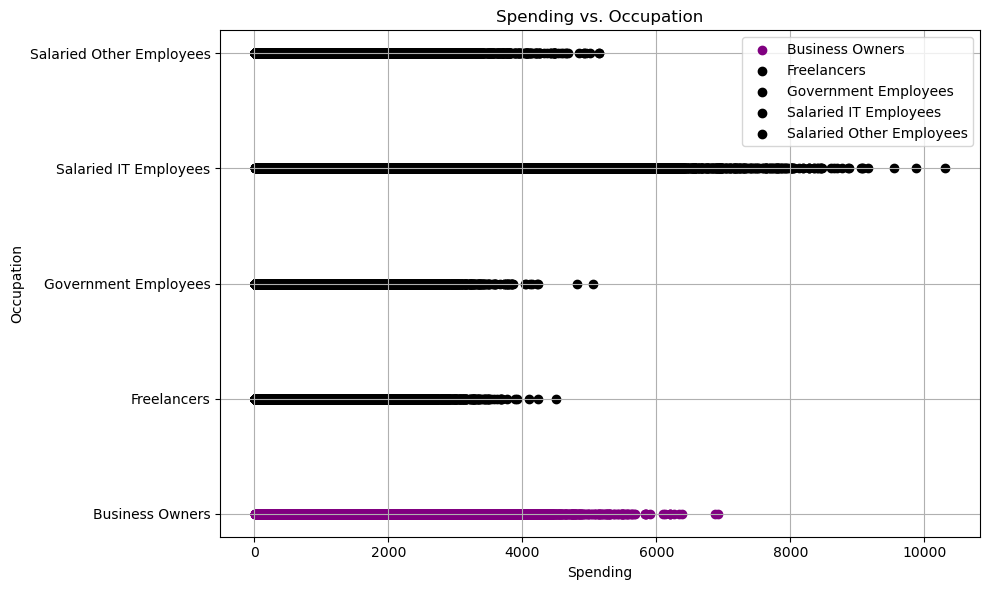 Spending vs. Occupation
Business Owners
Freelancers
Government Employees
Salaried IT Employees
Salaried Other Employees
Occupation
Salaried Other Employees
Salaried IT Employees
Government Employees
Freelancers
Business Owners
0 2000 4000 6000 8000 10000
Spending